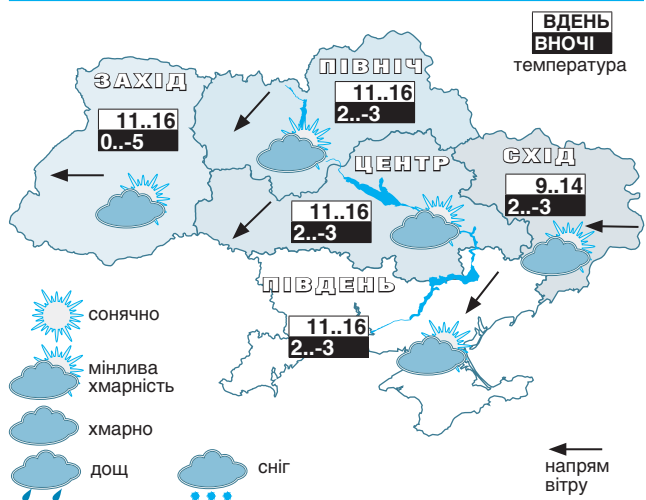 ВДЕНЬ
ВНОЧІ
температура
ЗАХІД
11..16
0..-5
ПІВНІЧ
11..16
2..-3
ЦЕНТР
11..16
2..-3
СХІД
9..14
2..-3
ПІВДЕНЬ
11..16
2..-3
сонячно
мінлива
хмарність
хмарно
дощ
сніг
напрям
вітру